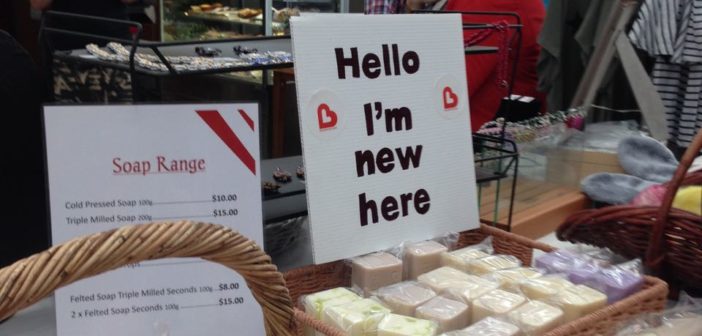 Soap Range
Cold Pressed Soap 100g $10.00
Triple Milled Soap 200g $15.00
Felted Soap Triple Milled Seconds 100g $8.00
2 x Felted Soap Seconds 100g $15.00
Hello
I'm
new
here